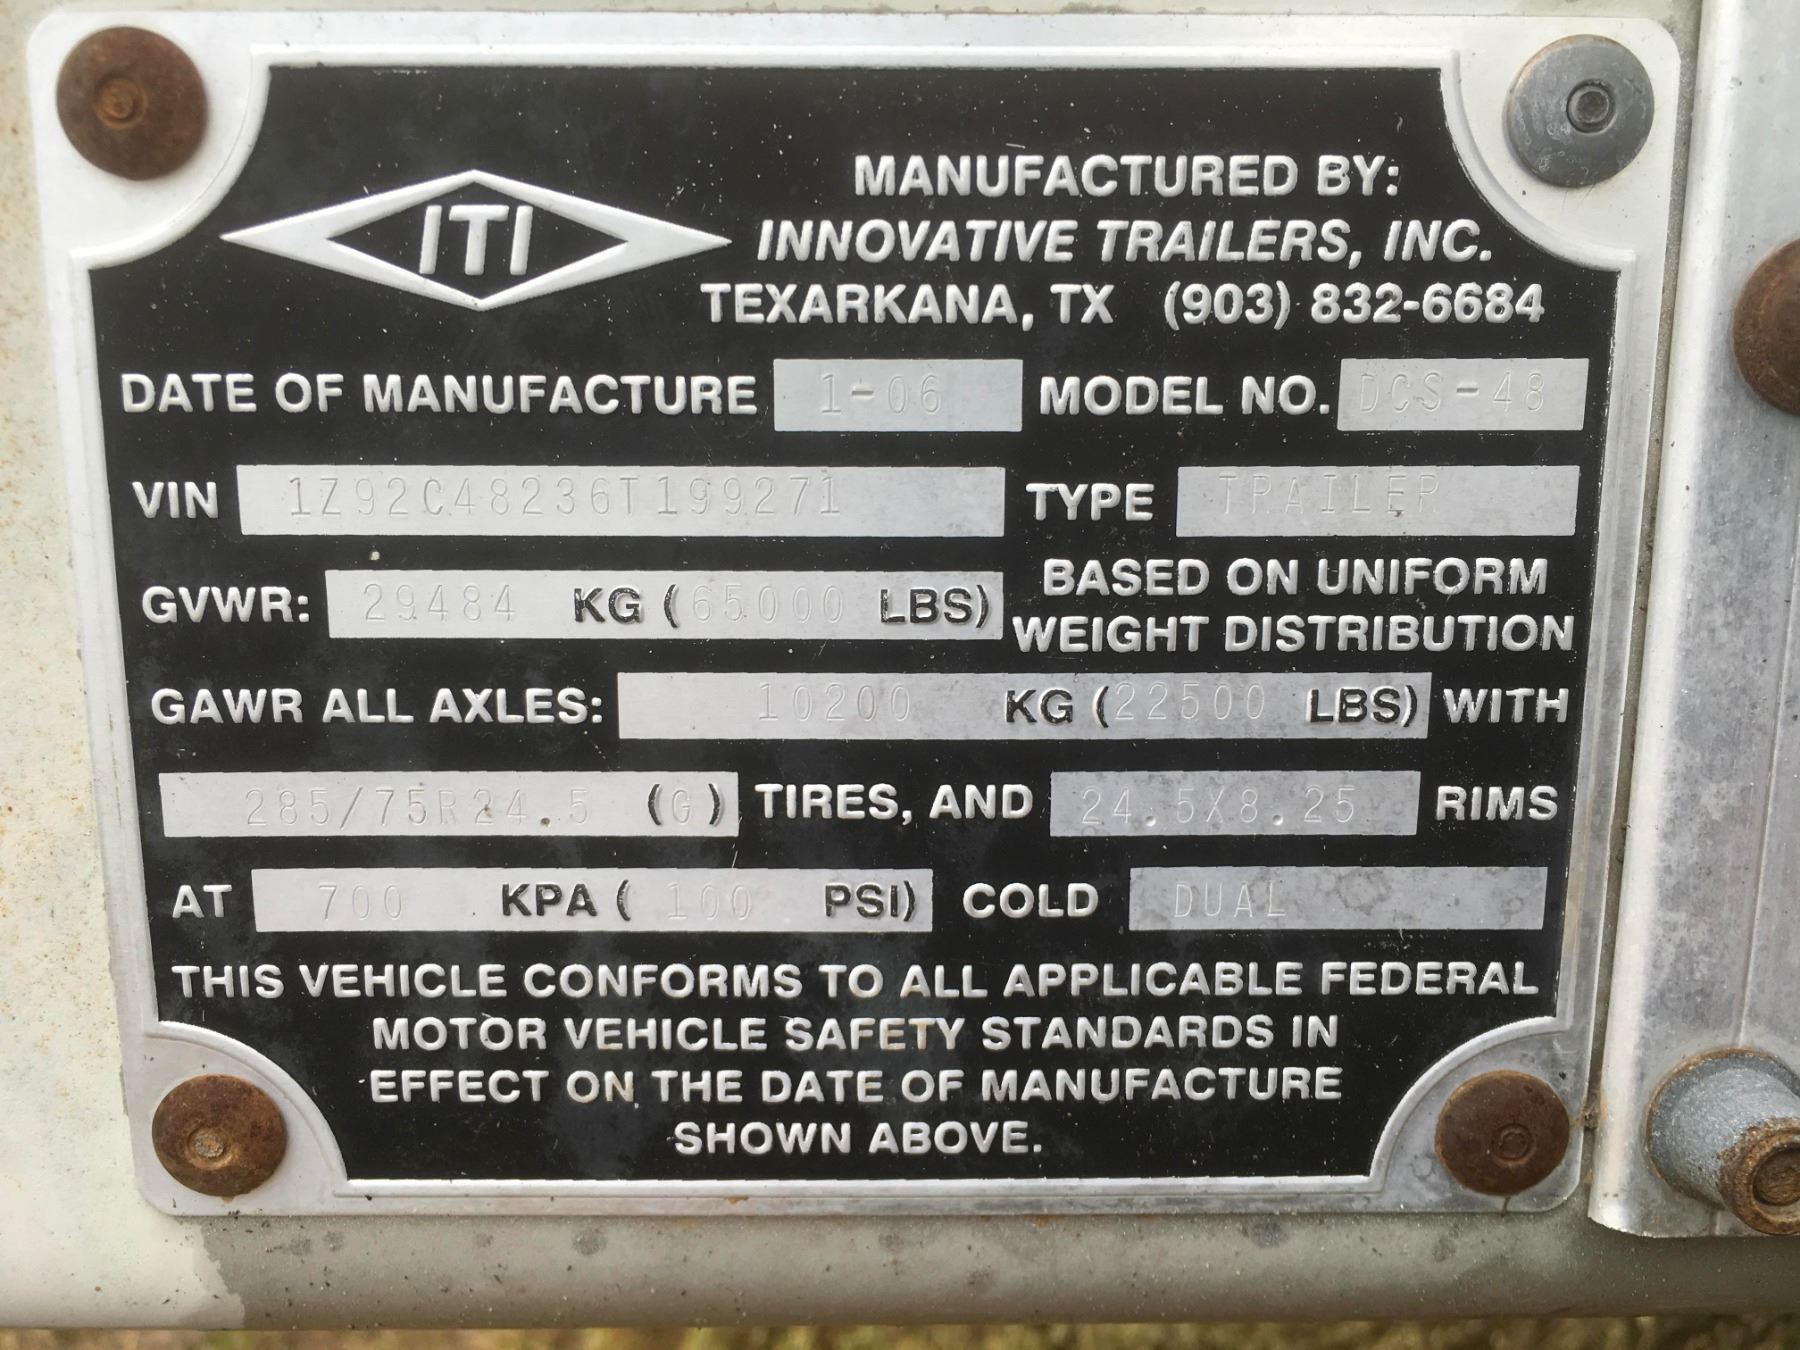 ITI
MANUFACTURED BY:
INNOVATIVE TRAILERS, INC.
TEXARKANA, TX (903) 832-6684
DATE OF MANUFACTURE 1-06 MODEL NO. DCS-48
VIN 1Z92C48236T199271 TYPE TRAILER
GVWR: 29484 KG (65000 LBS) BASED ON UNIFORM
WEIGHT DISTRIBUTION
GAWR ALL AXLES: 10200 KG (22500 LBS) WITH
285/75R24.5 (G) TIRES, AND 24.5X8.25 RIMS
AT 700 KPA (100 PSI) COLD DUAL
THIS VEHICLE CONFORMS TO ALL APPLICABLE FEDERAL
MOTOR VEHICLE SAFETY STANDARDS IN
EFFECT ON THE DATE OF MANUFACTURE
SHOWN ABOVE.